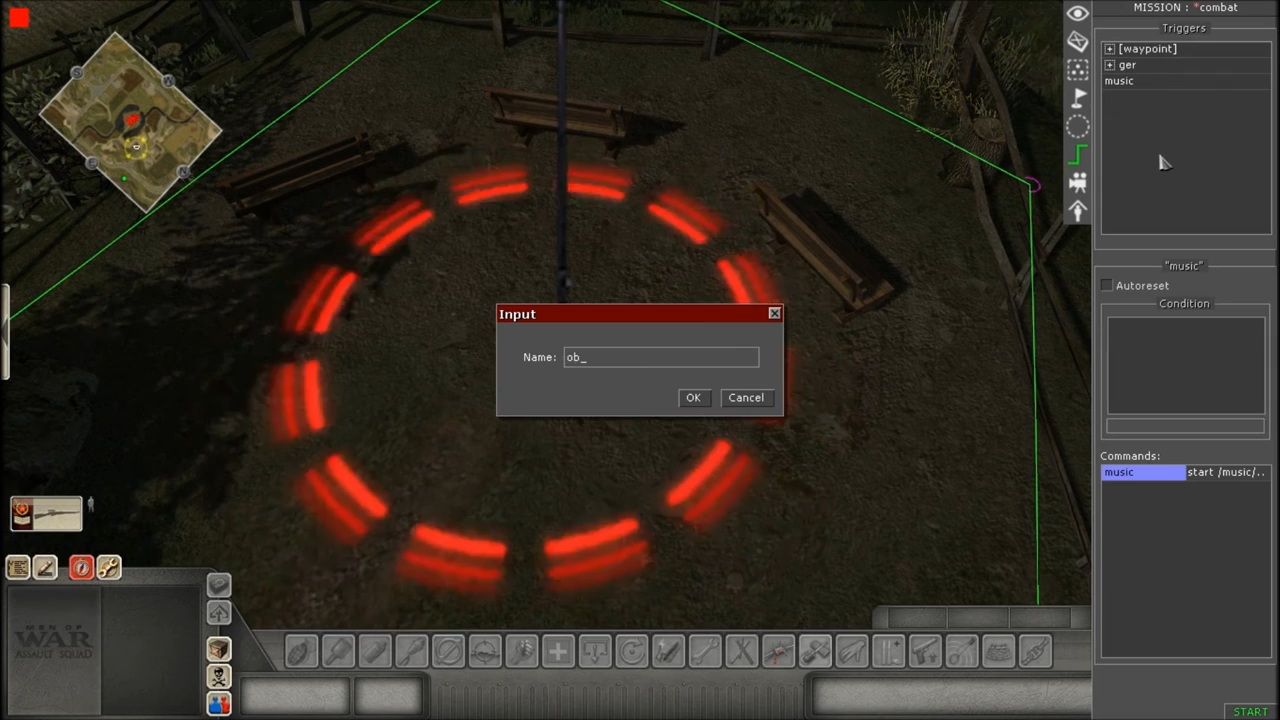 MISSION : *combat
Triggers
[waypoint]
ger
music
"music"
Autoreset
Condition
Commands:
music start /music/..
START
Input
Name: ob_
OK Cancel
MEN OF
WAR
ASSAULT SQUAD